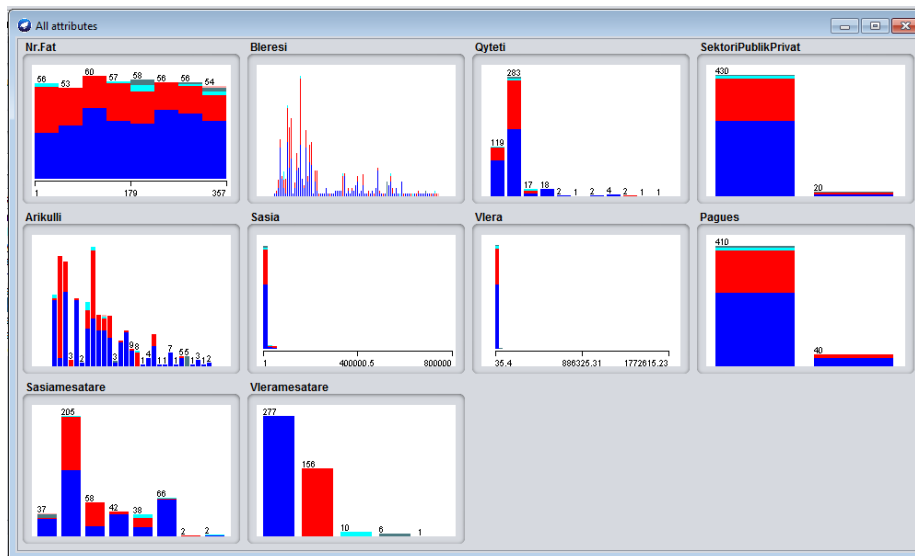 All attributes
Nr.Fat
56 53 60 57 58 56 56 54
1 179 357
Bleresi
Qyteti
119 283 17 18 2 1 2 4 2 1 1
SektoriPublikPrivat
430 20
Arikulli
3 2 3 9 8 1 4 1 1 7 1 5 5 1 3 1 2
Sasia
1 400000.5 800000
Vlera
35.4 886325.31 1772615.23
Pagues
410 40
Sasiamesatare
37 205 58 42 38 66 2 2
Vleramesatare
277 156 10 6 1